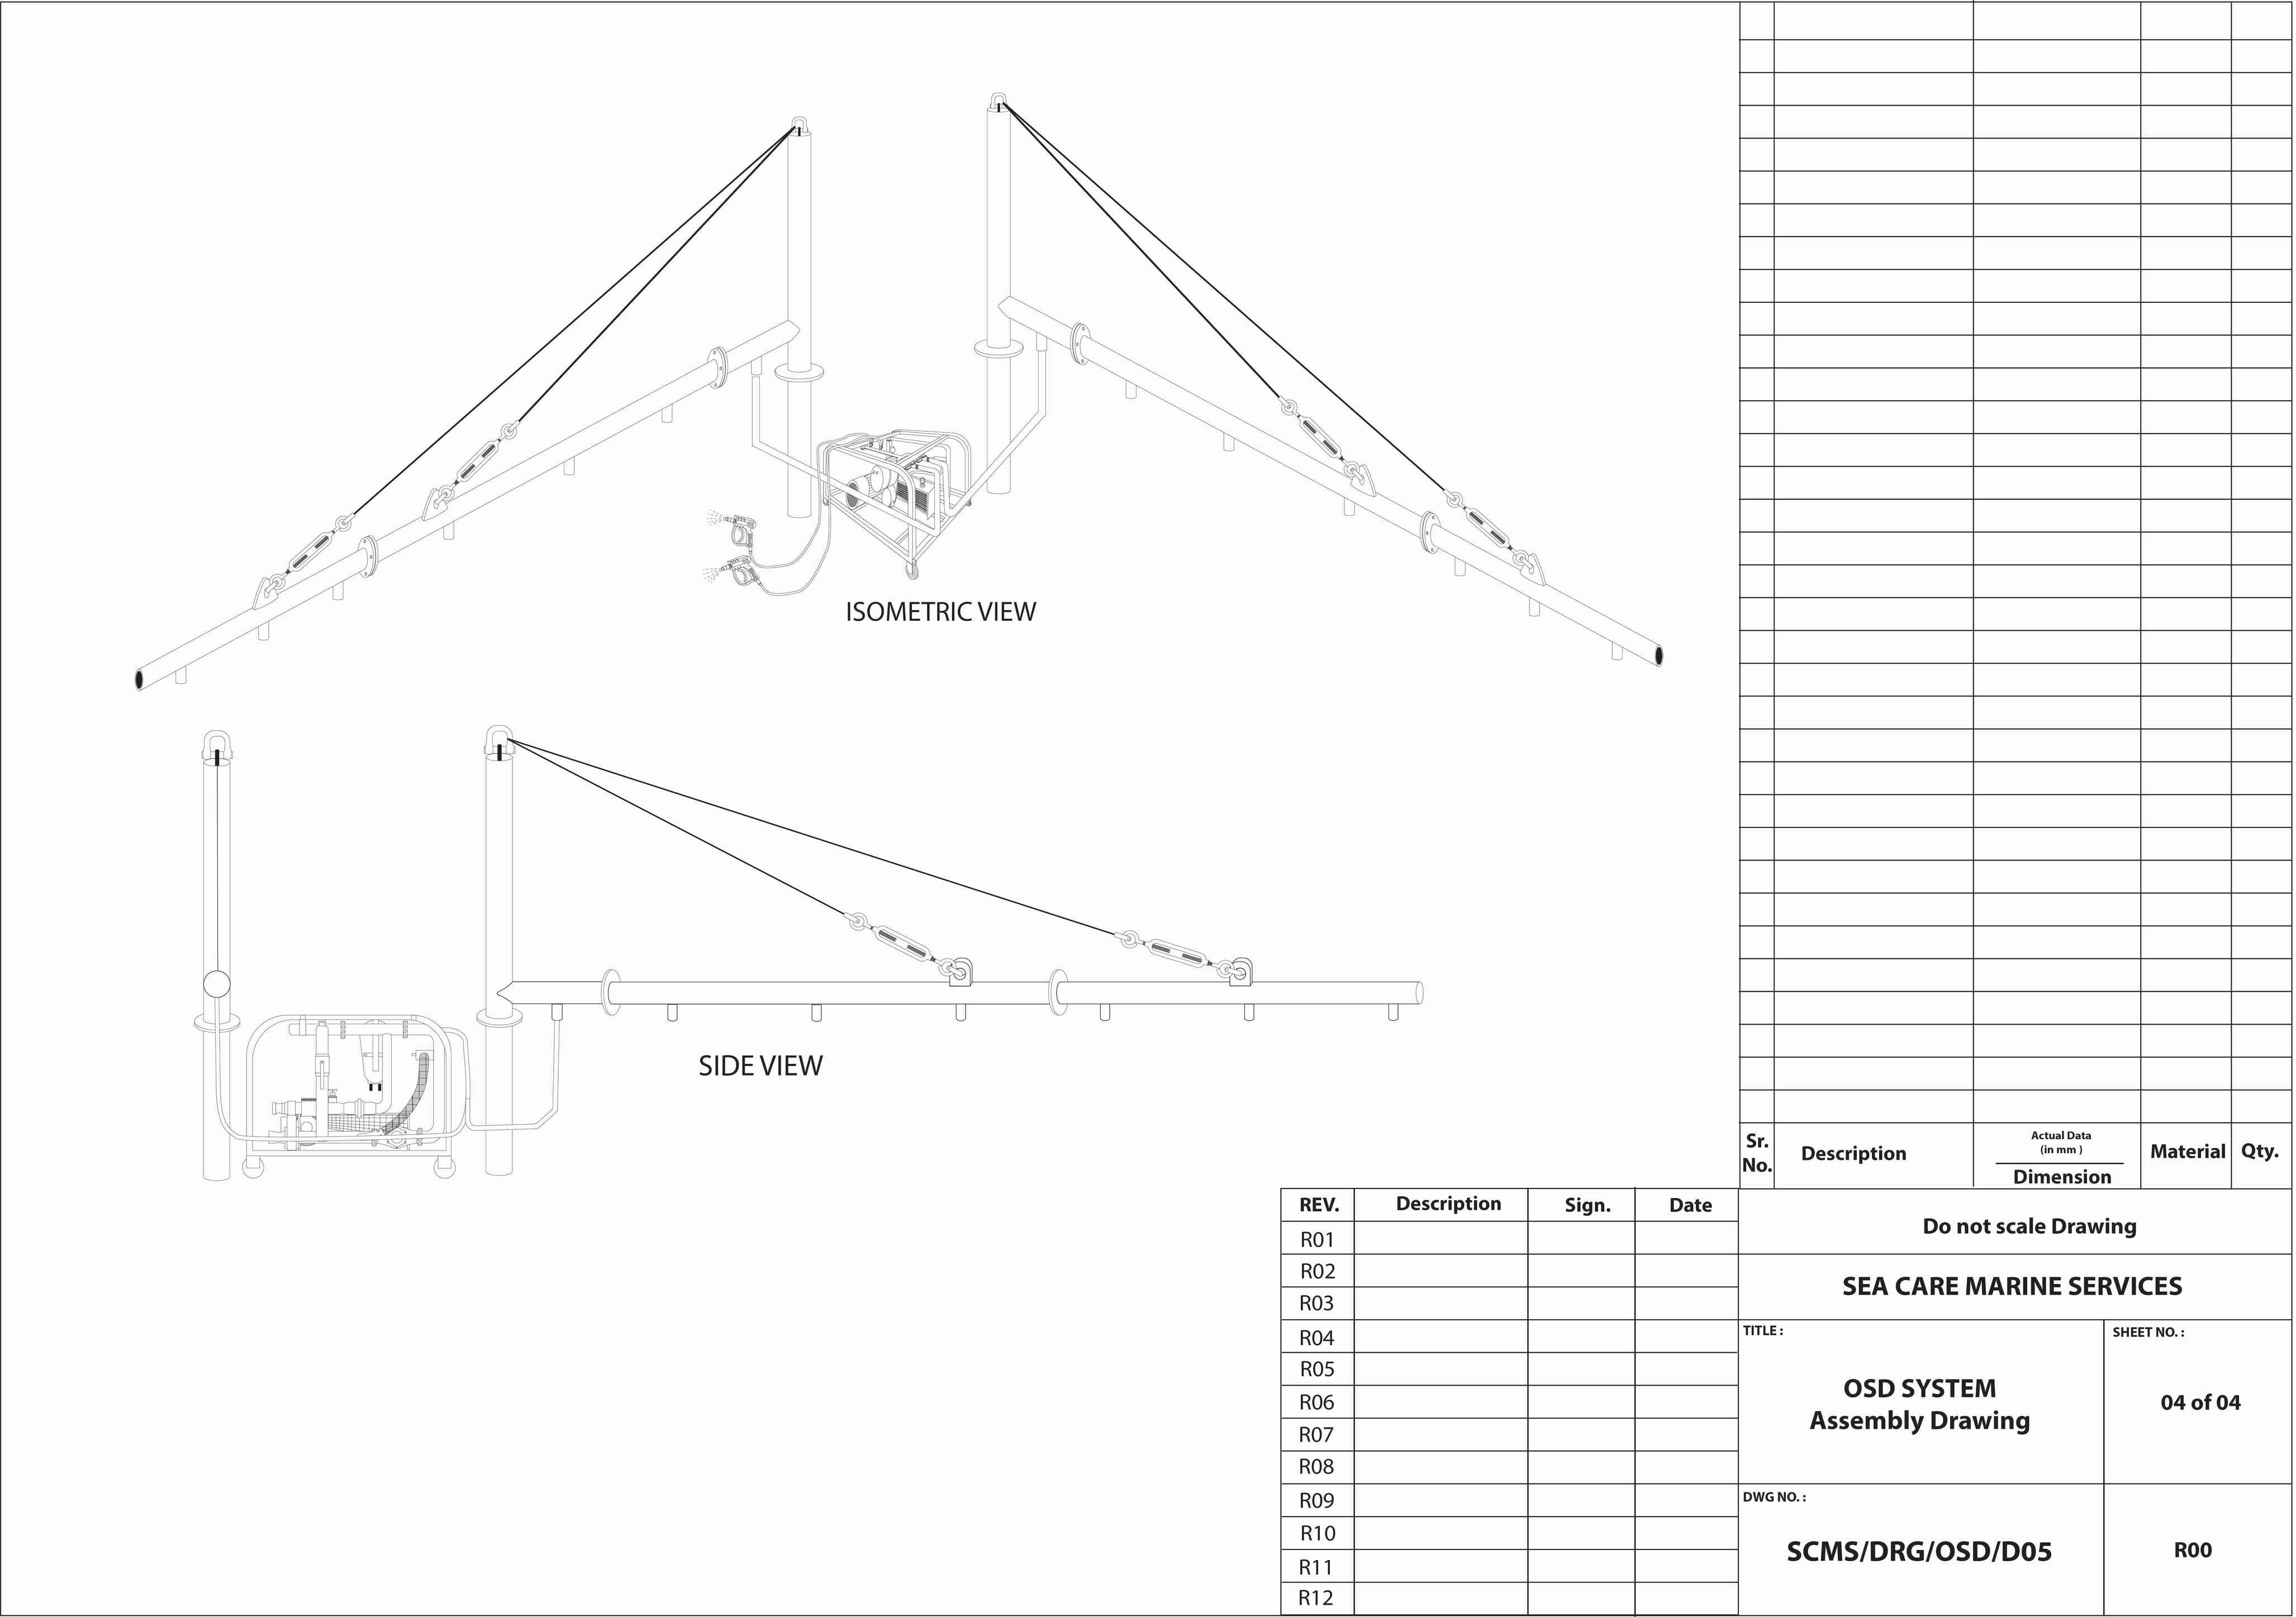 ISOMETRIC VIEW
SIDE VIEW
Sr.
No.
Description
Actual Data
(in mm )
Dimension
Material
Qty.
REV.
Description
Sign.
Date
R01
R02
R03
R04
R05
R06
R07
R08
R09
R10
R11
R12
Do not scale Drawing
SEA CARE MARINE SERVICES
TITLE :
OSD SYSTEM
Assembly Drawing
SHEET NO. :
04 of 04
DWG NO. :
SCMS/DRG/OSD/D05
R00